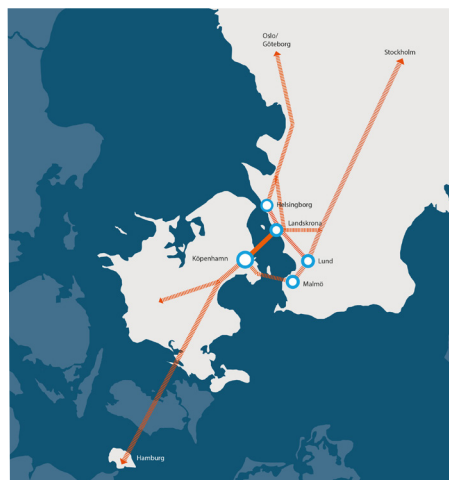 Oslo/
Göteborg
Stockholm
Helsingborg
Landskrona
Köpenhamn
Lund
Malmö
Hamburg